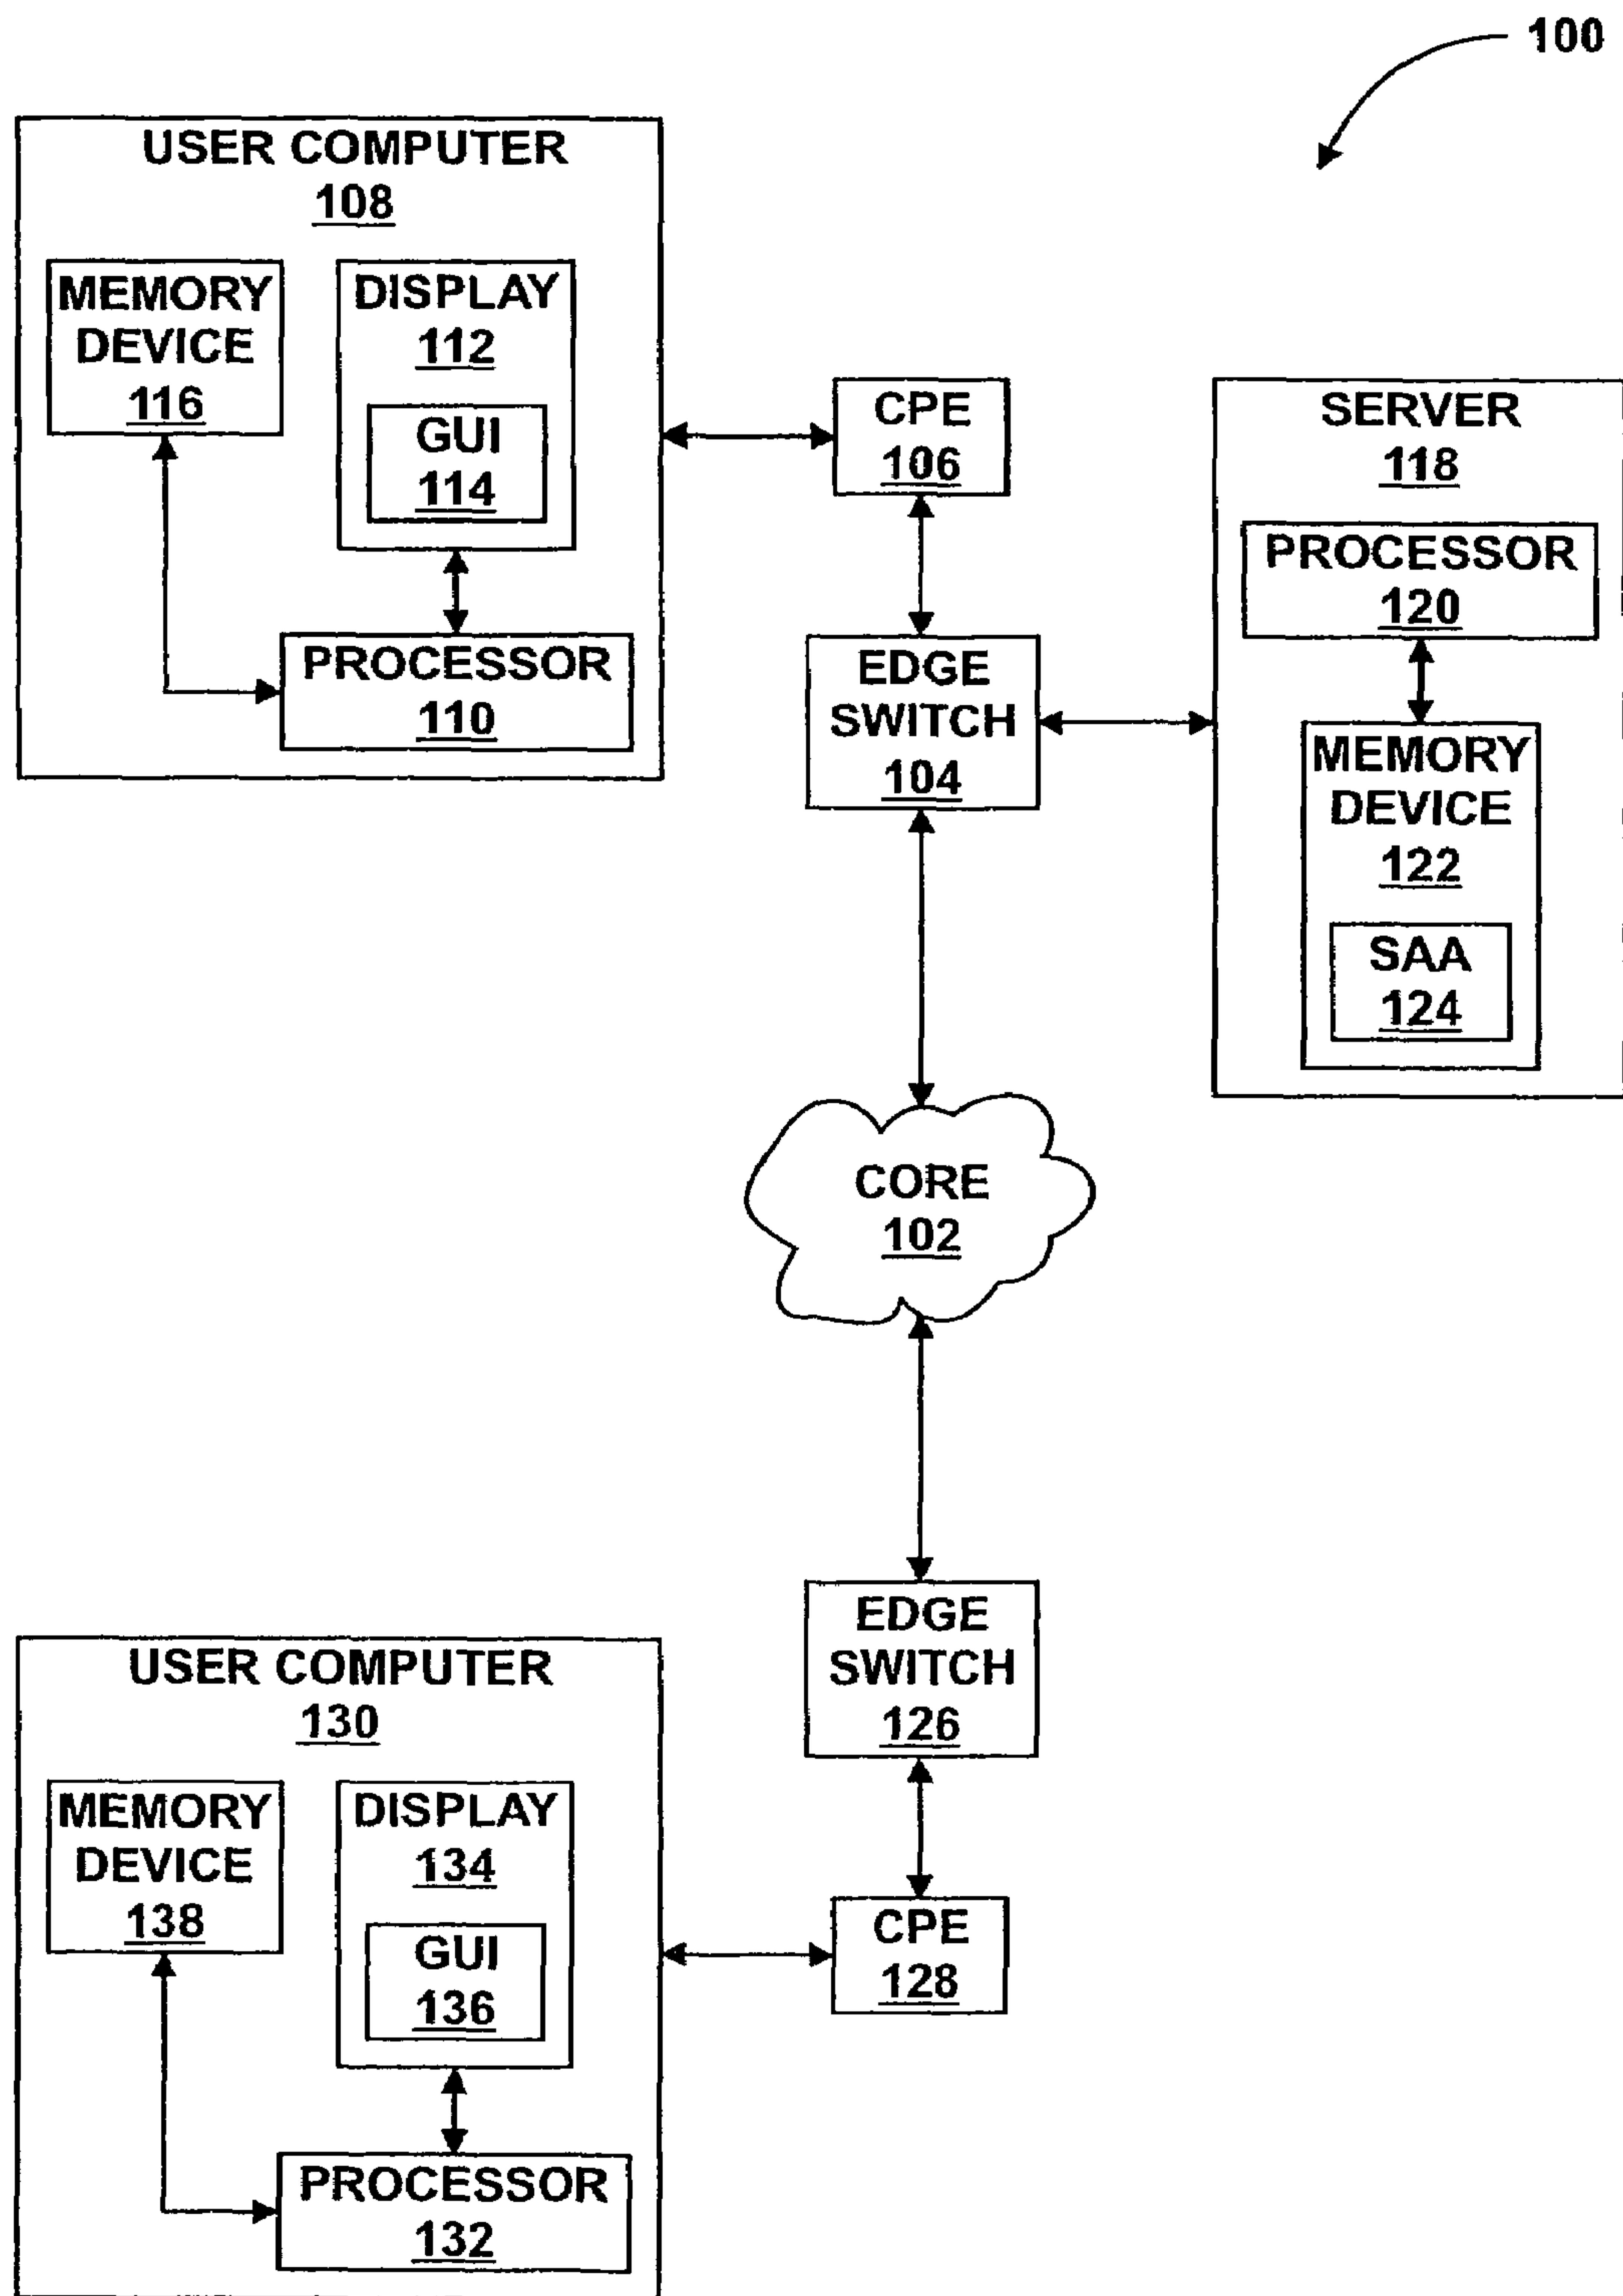 100
USER COMPUTER
108
MEMORY
DEVICE
116
DISPLAY
112
GUI
114
PROCESSOR
110
CPE
106
EDGE
SWITCH
104
SERVER
118
PROCESSOR
120
MEMORY
DEVICE
122
SAA
124
CORE
102
EDGE
SWITCH
126
CPE
128
USER COMPUTER
130
MEMORY
DEVICE
138
DISPLAY
134
GUI
136
PROCESSOR
132